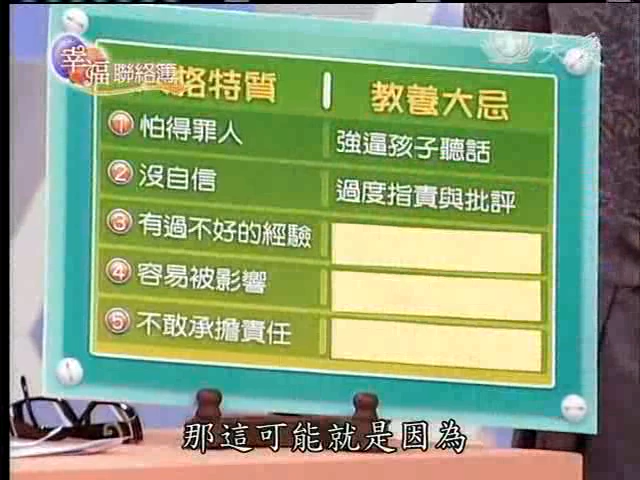 幸福聯絡簿
大愛
格特質
教養大忌
1 怕得罪人
強逼孩子聽話
2 沒自信
過度指責與批評
3 有過不好的經驗
4 容易被影響
5 不敢承擔責任
那這可能就是因為